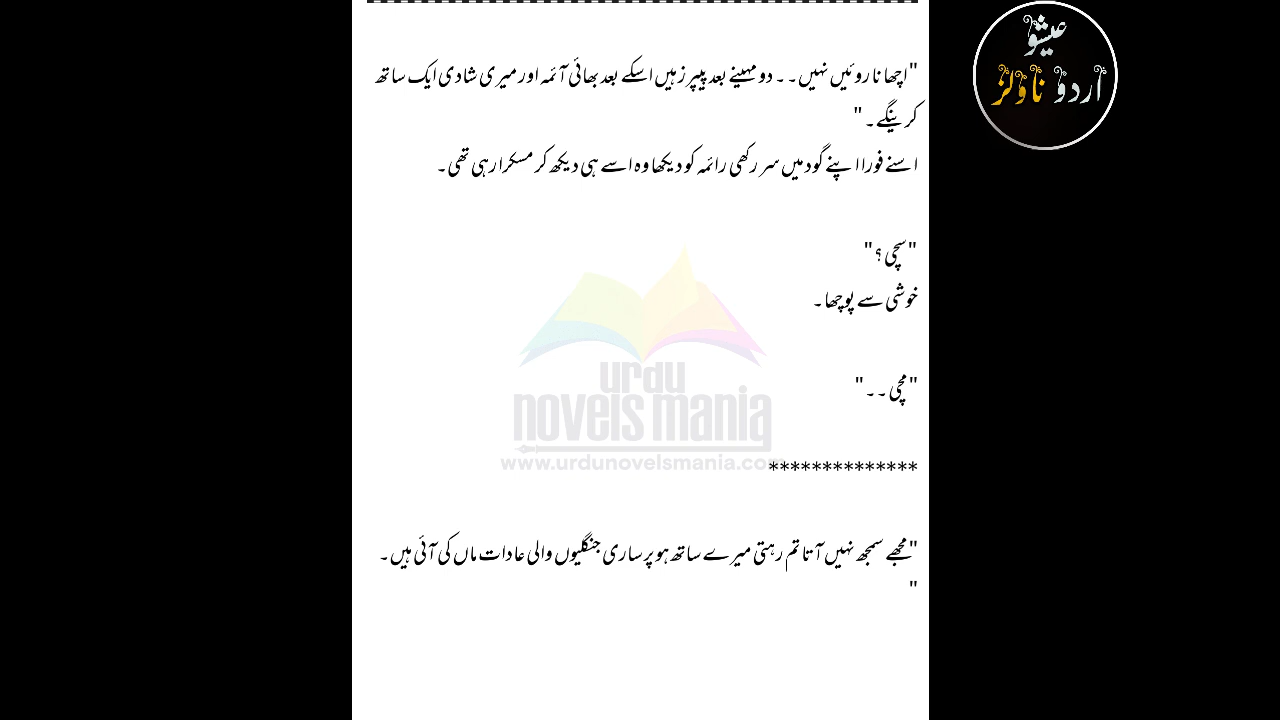 عیشو
اردو ناولز
"اچھا نا روئیں نہیں۔۔ دو مہینے بعد پیپرز ہیں اسکے بعد بھائی آئمہ اور میری شادی ایک ساتھ
کرینگے۔"
اسنے فورا اپنے گود میں سر رکھی رائمہ کو دیکھا وہ اسے ہی دیکھ کر مسکرا رہی تھی۔
"سچی؟"
خوشی سے پوچھا۔
"مچی۔۔"
urdu
novels mania
www.urdunovelsmania.com
**************
"مجھے سمجھ نہیں آتا تم رہتی میرے ساتھ ہو پر ساری جنگلیوں والی عادات ماں کی آئی ہیں۔
"